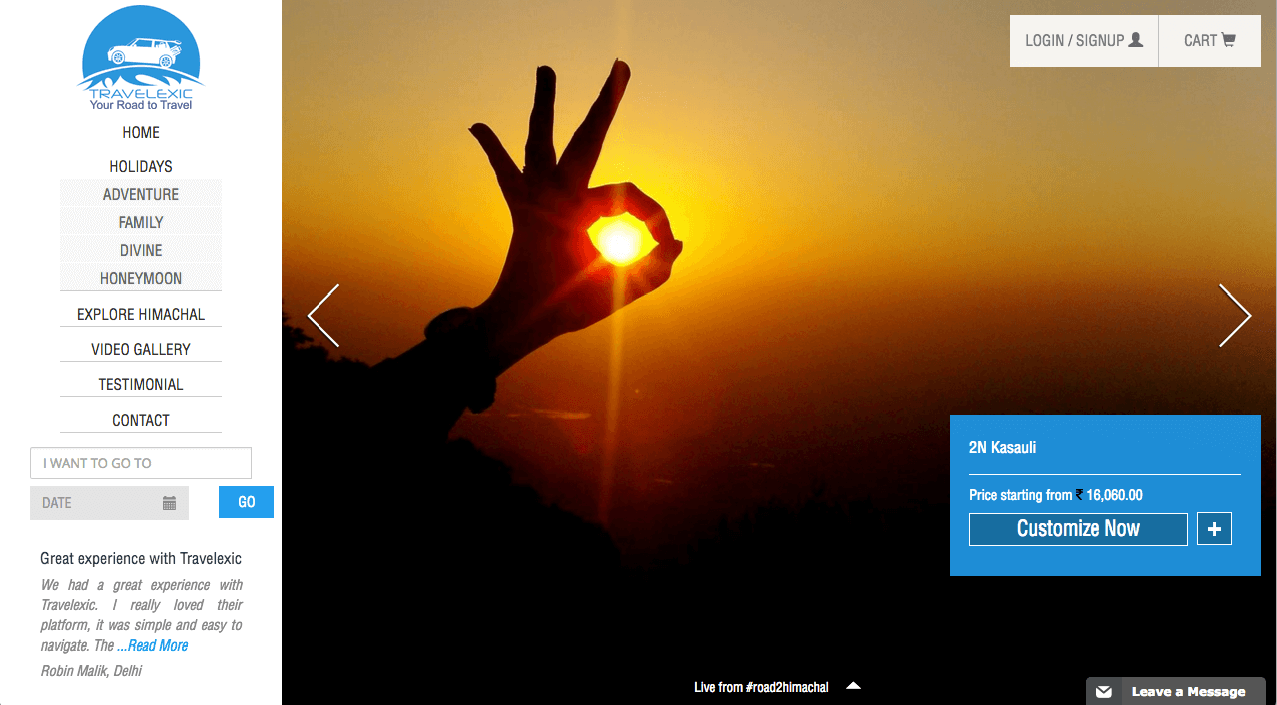 TRAVELEXIC
Your Road to Travel
HOME
HOLIDAYS
ADVENTURE
FAMILY
DIVINE
HONEYMOON
EXPLORE HIMACHAL
VIDEO GALLERY
TESTIMONIAL
CONTACT
I WANT TO GO TO
DATE
GO
Great experience with Travelexic
We had a great experience with
Travelexic. I really loved their
platform, it was simple and easy to
navigate. The ...Read More
Robin Malik, Delhi
LOGIN / SIGNUP
CART
2N Kasauli
Price starting from ₹ 16,060.00
Customize Now
+
Live from #road2himachal
Leave a Message